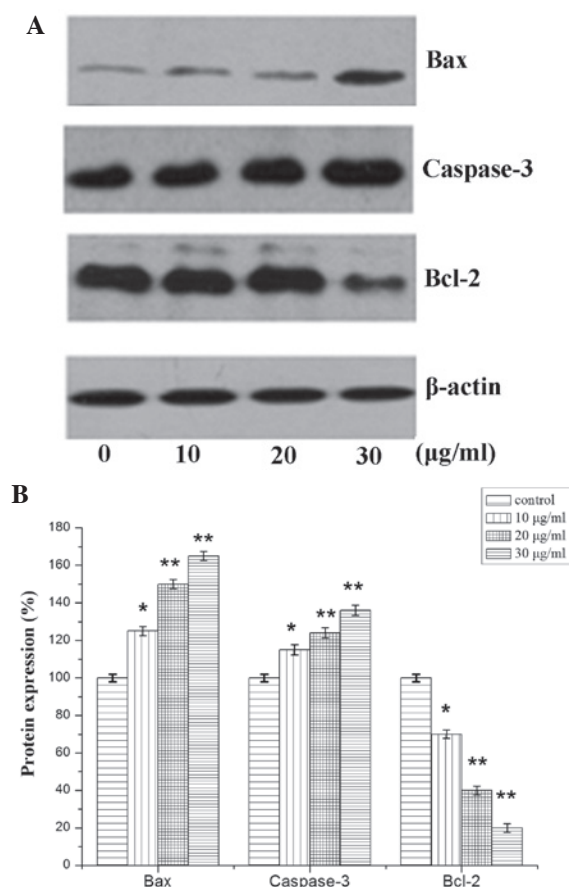 A
Bax
Caspase-3
Bcl-2
β-actin
0 10 20 30 (μg/ml)
B
control
10 μg/ml
20 μg/ml
30 μg/ml
Protein expression (%)
180
160
140
120
100
80
60
40
20
0
* ** **
* ** **
* ** **
Bax Caspase-3 Bcl-2